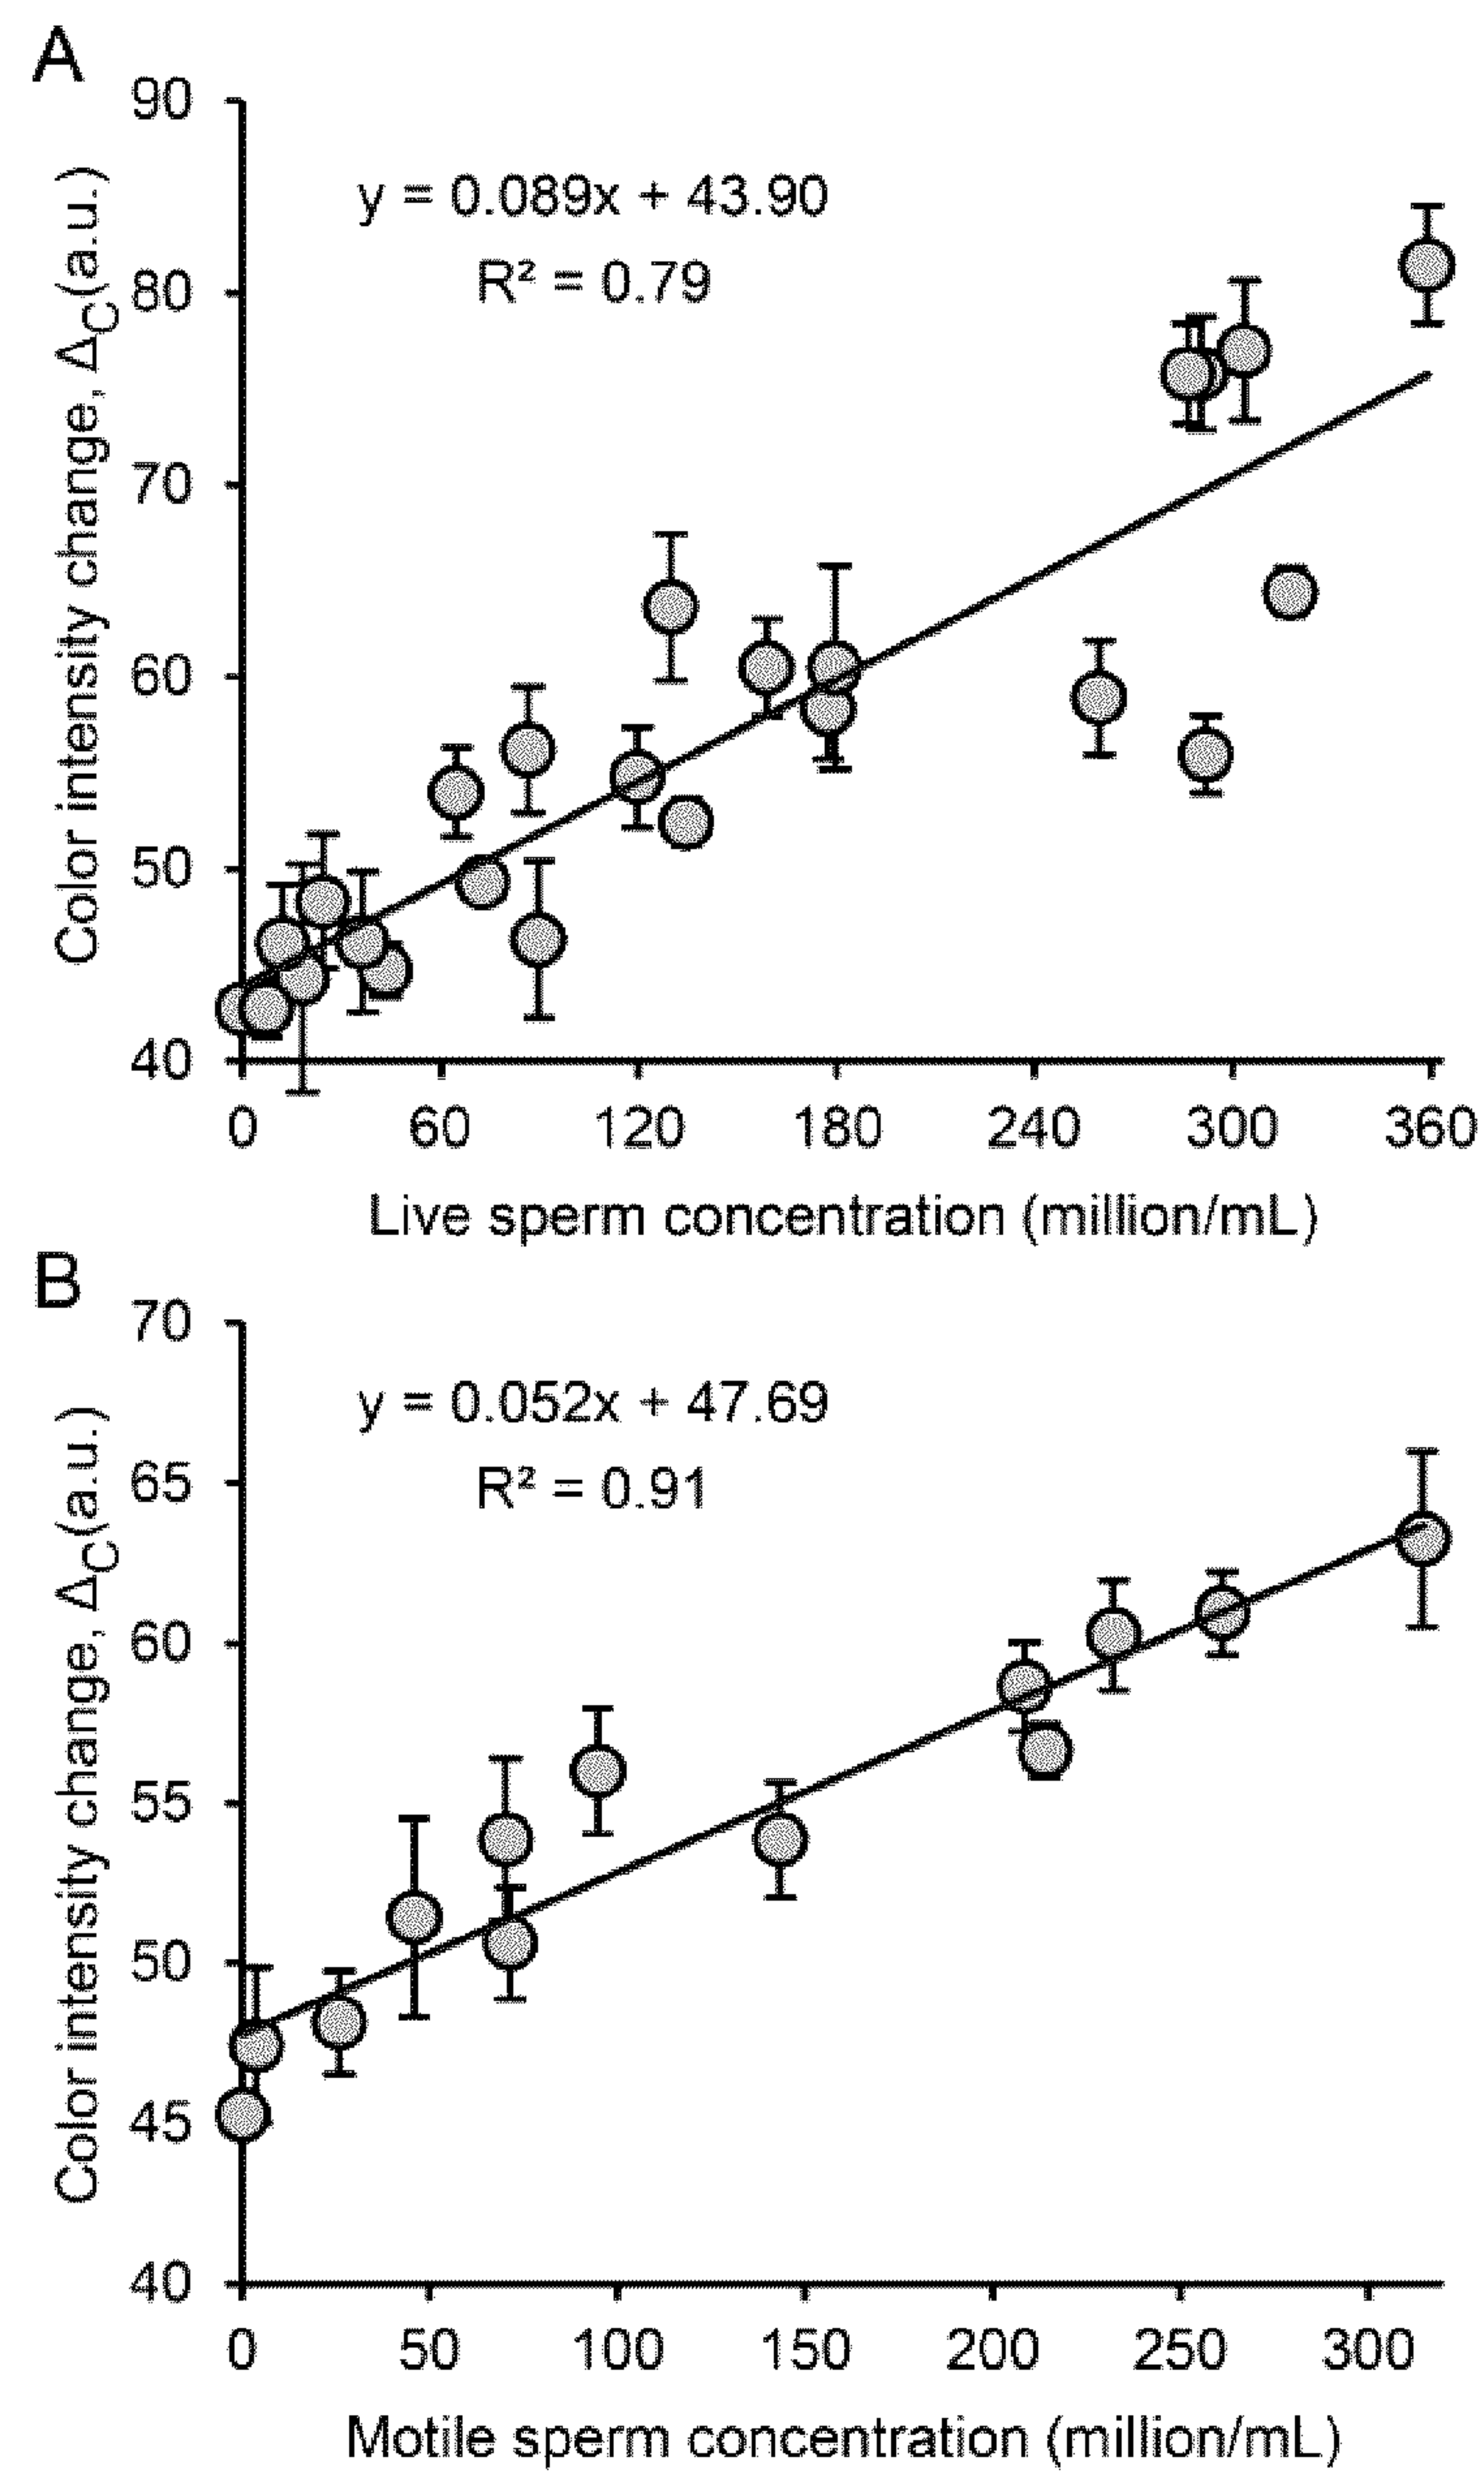 A
90
80
70
60
50
40
Color intensity change, ΔC(a.u.)
y = 0.089x + 43.90
R² = 0.79
0 60 120 180 240 300 360
Live sperm concentration (million/mL)
B
70
65
60
55
50
45
40
Color intensity change, ΔC(a.u.)
y = 0.052x + 47.69
R² = 0.91
0 50 100 150 200 250 300
Motile sperm concentration (million/mL)